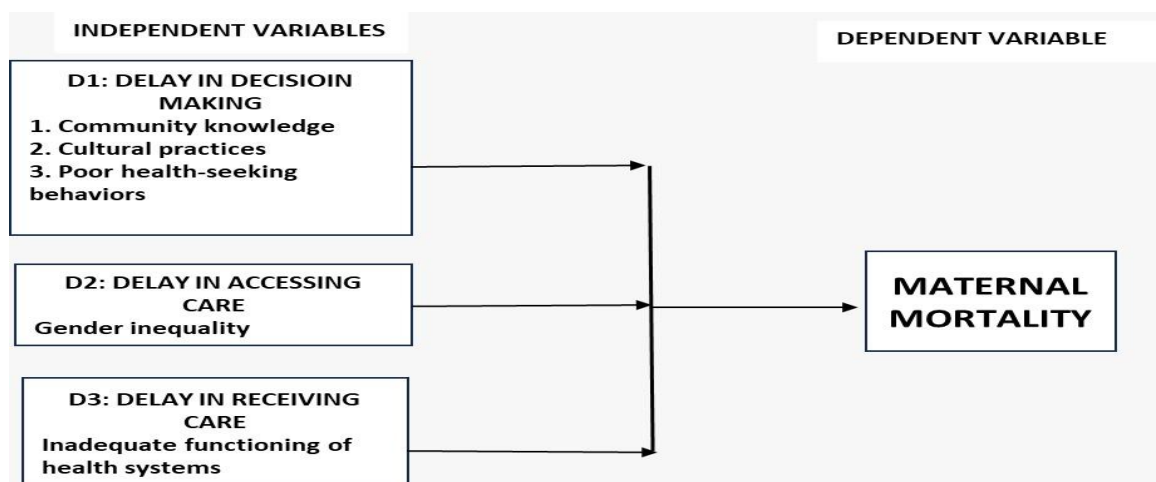 INDEPENDENT VARIABLES
DEPENDENT VARIABLE
D1: DELAY IN DECISIOIN
MAKING
1. Community knowledge
2. Cultural practices
3. Poor health-seeking
behaviors
D2: DELAY IN ACCESSING
CARE
Gender inequality
D3: DELAY IN RECEIVING
CARE
Inadequate functioning of
health systems
MATERNAL
MORTALITY